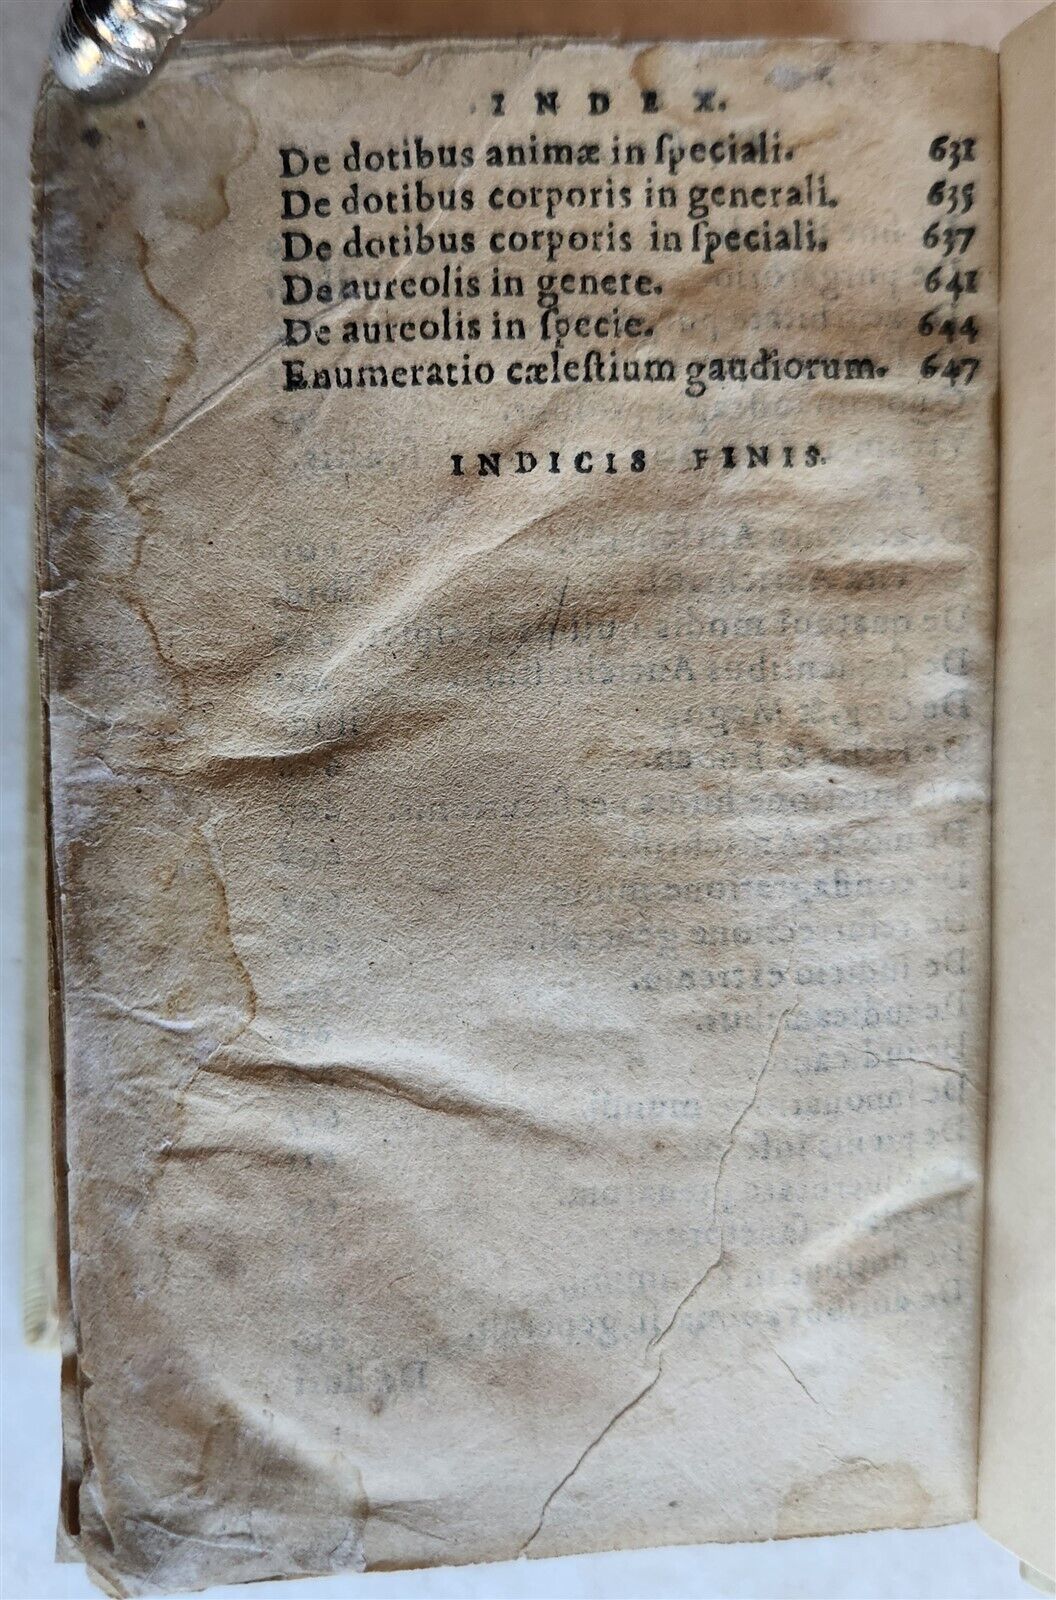 INDEX.
De dotibus animæ in ſpeciali. 631
De dotibus corporis in generali. 635
De dotibus corporis in ſpeciali. 637
De aureolis in genere. 641
De aureolis in ſpecie. 644
Enumeratio cæleſtium gaudiorum. 647
INDICIS FINIS.